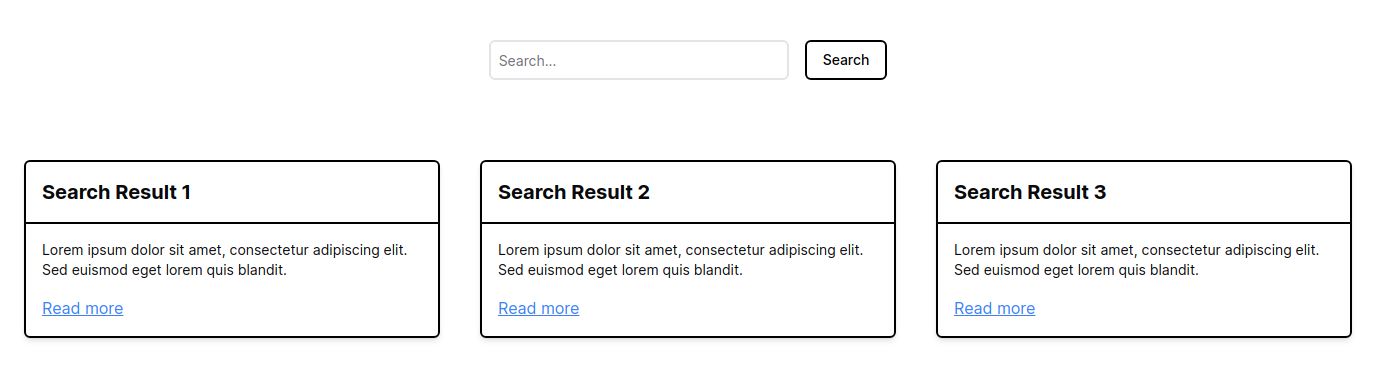 Search...
Search
Search Result 1
Search Result 2
Search Result 3
Lorem ipsum dolor sit amet, consectetur adipiscing elit.
Sed euismod eget lorem quis blandit.
Lorem ipsum dolor sit amet, consectetur adipiscing elit.
Sed euismod eget lorem quis blandit.
Lorem ipsum dolor sit amet, consectetur adipiscing elit.
Sed euismod eget lorem quis blandit.
Read more
Read more
Read more